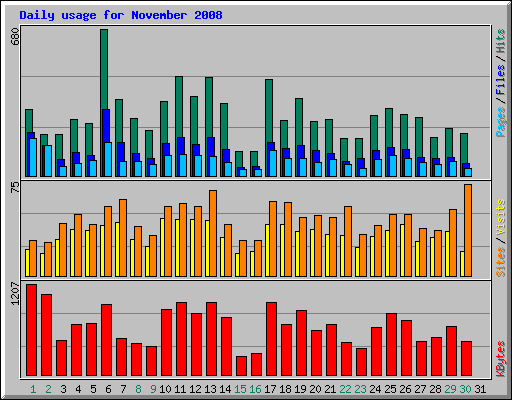 Daily usage for November 2008
680
Pages / Files / Hits
75
Sites / Visits
1207
KBytes
1 2 3 4 5 6 7 8 9 10 11 12 13 14 15 16 17 18 19 20 21 22 23 24 25 26 27 28 29 30 31